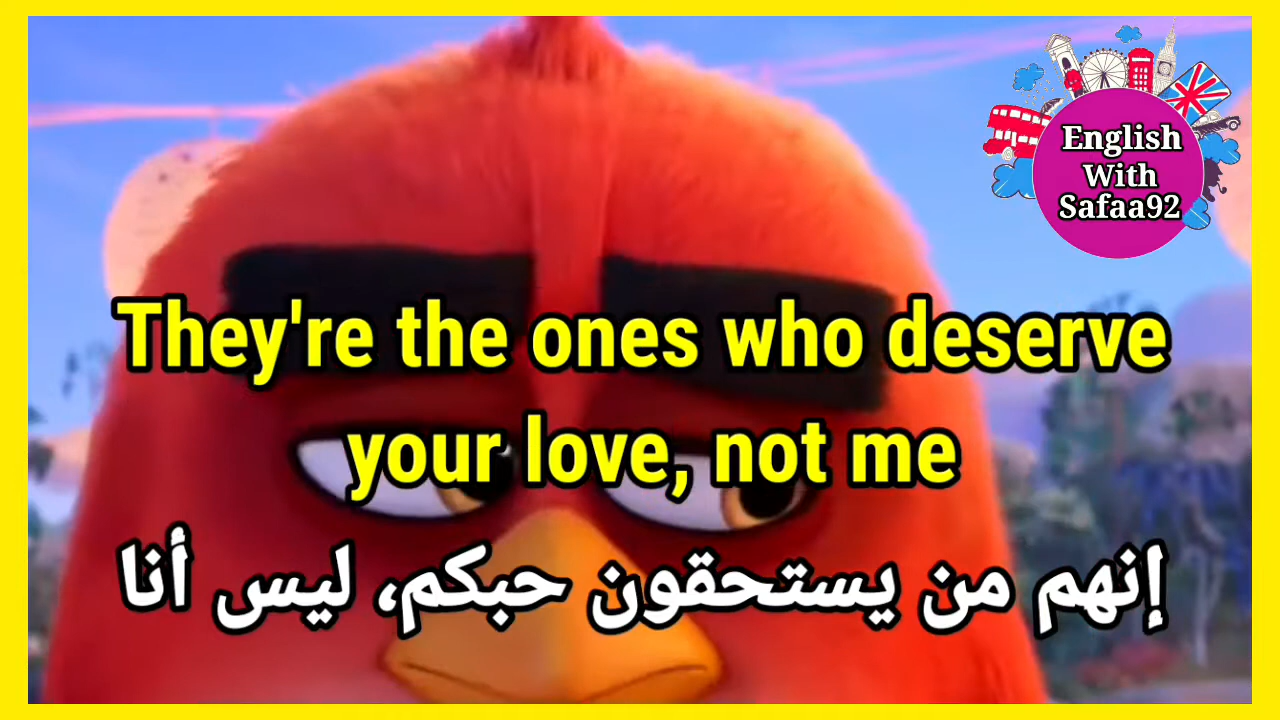 English
With
Safaa92
They're the ones who deserve
your love, not me
إنهم من يستحقون حبكم، ليس أنا